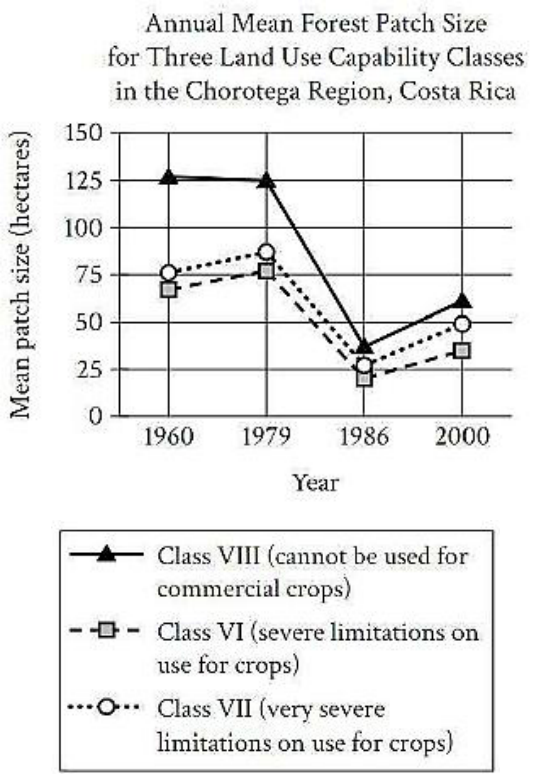 Annual Mean Forest Patch Size
for Three Land Use Capability Classes
in the Chorotega Region, Costa Rica
Mean patch size (hectares)
150
125
100
75
50
25
0
1960 1979 1986 2000
Year
Class VIII (cannot be used for
commercial crops)
Class VI (severe limitations on
use for crops)
Class VII (very severe
limitations on use for crops)